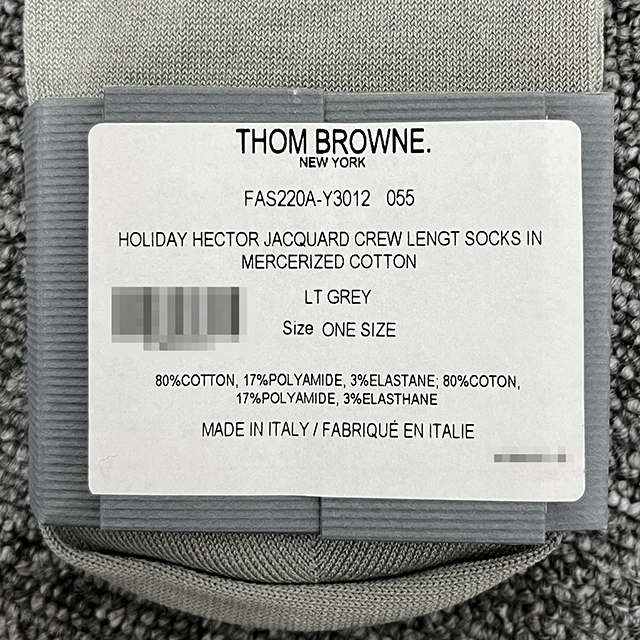 THOM BROWNE.
NEW YORK
FAS220A-Y3012 055
HOLIDAY HECTOR JACQUARD CREW LENGT SOCKS IN
MERCERIZED COTTON
LT GREY
Size ONE SIZE
80%COTTON, 17%POLYAMIDE, 3%ELASTANE; 80%COTON,
17%POLYAMIDE, 3%ELASTHANE
MADE IN ITALY / FABRIQUÉ EN ITALIE